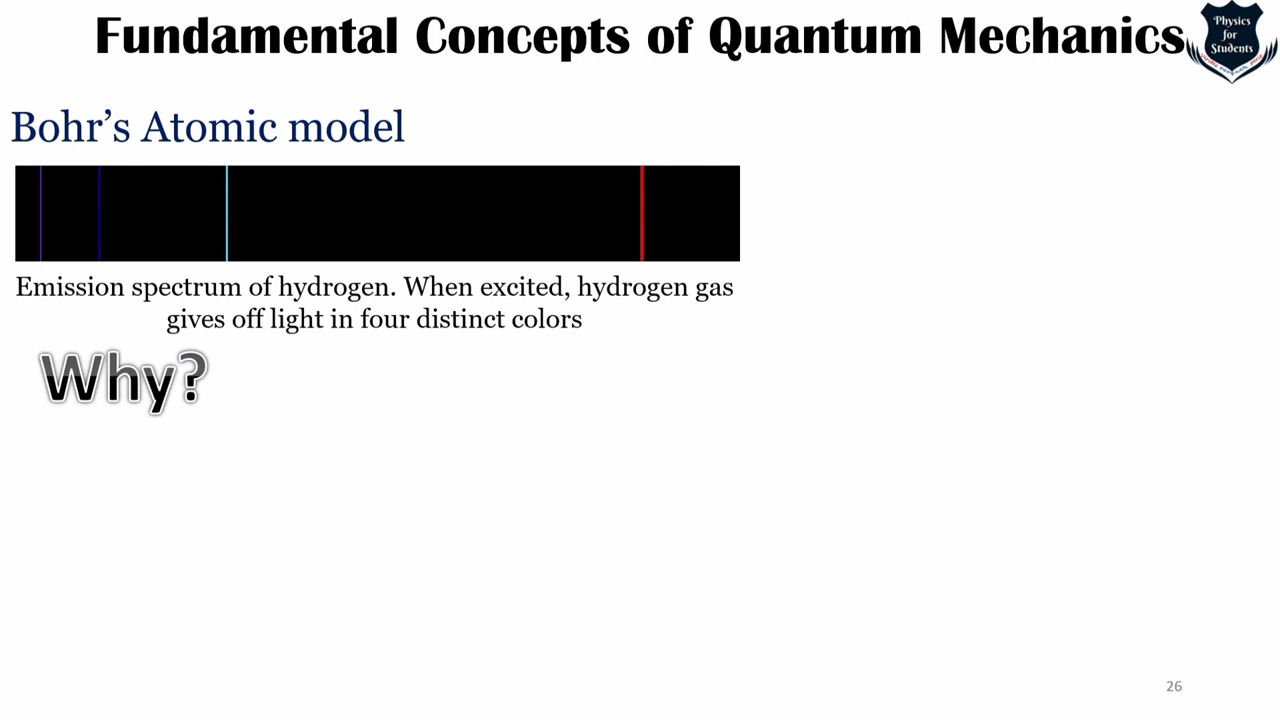 Fundamental Concepts of Quantum Mechanics
Physics
for
Students
Bohr’s Atomic model
Emission spectrum of hydrogen. When excited, hydrogen gas
gives off light in four distinct colors
Why?
26